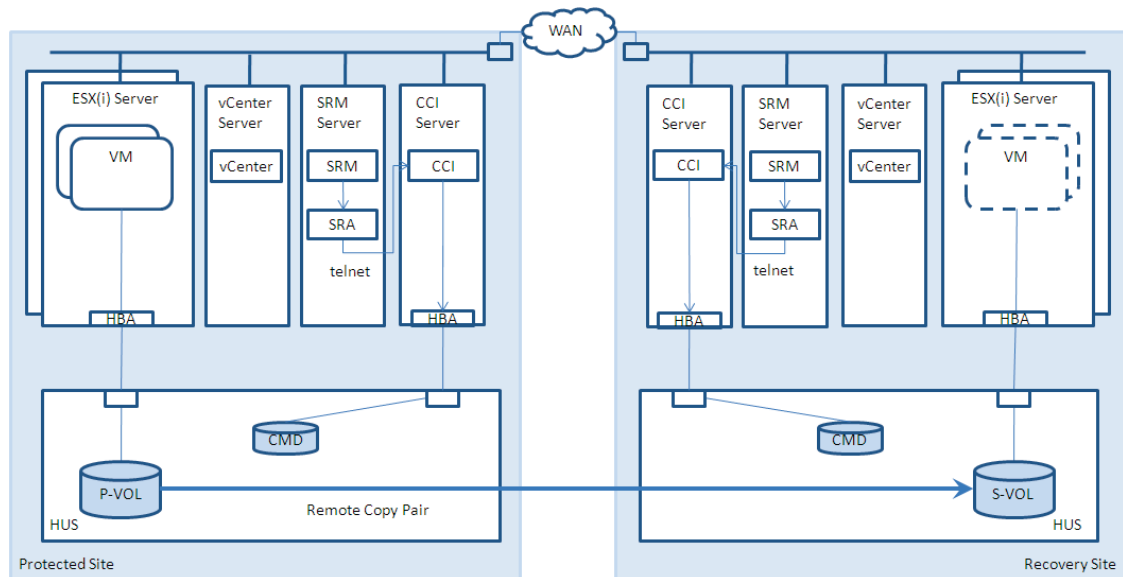 WAN
ESX(i) Server
VM
HBA
vCenter
Server
vCenter
SRM
Server
SRM
SRA
telnet
CCI
Server
CCI
HBA
CMD
P-VOL
Remote Copy Pair
HUS
Protected Site
CCI
Server
CCI
HBA
SRM
Server
SRM
SRA
telnet
vCenter
Server
vCenter
ESX(i) Server
VM
HBA
CMD
S-VOL
HUS
Recovery Site